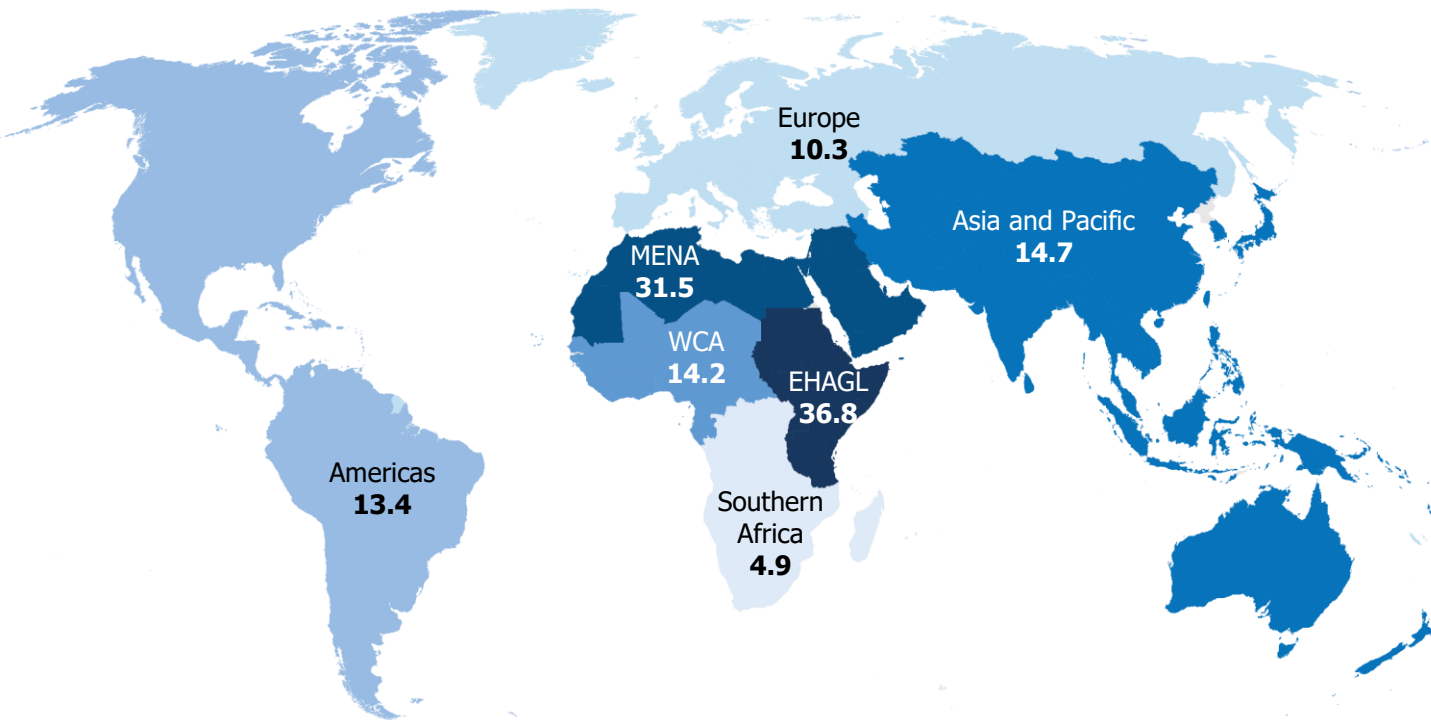 Europe
10.3
Asia and Pacific
14.7
MENA
31.5
WCA
14.2
EHAGL
36.8
Americas
13.4
Southern
Africa
4.9